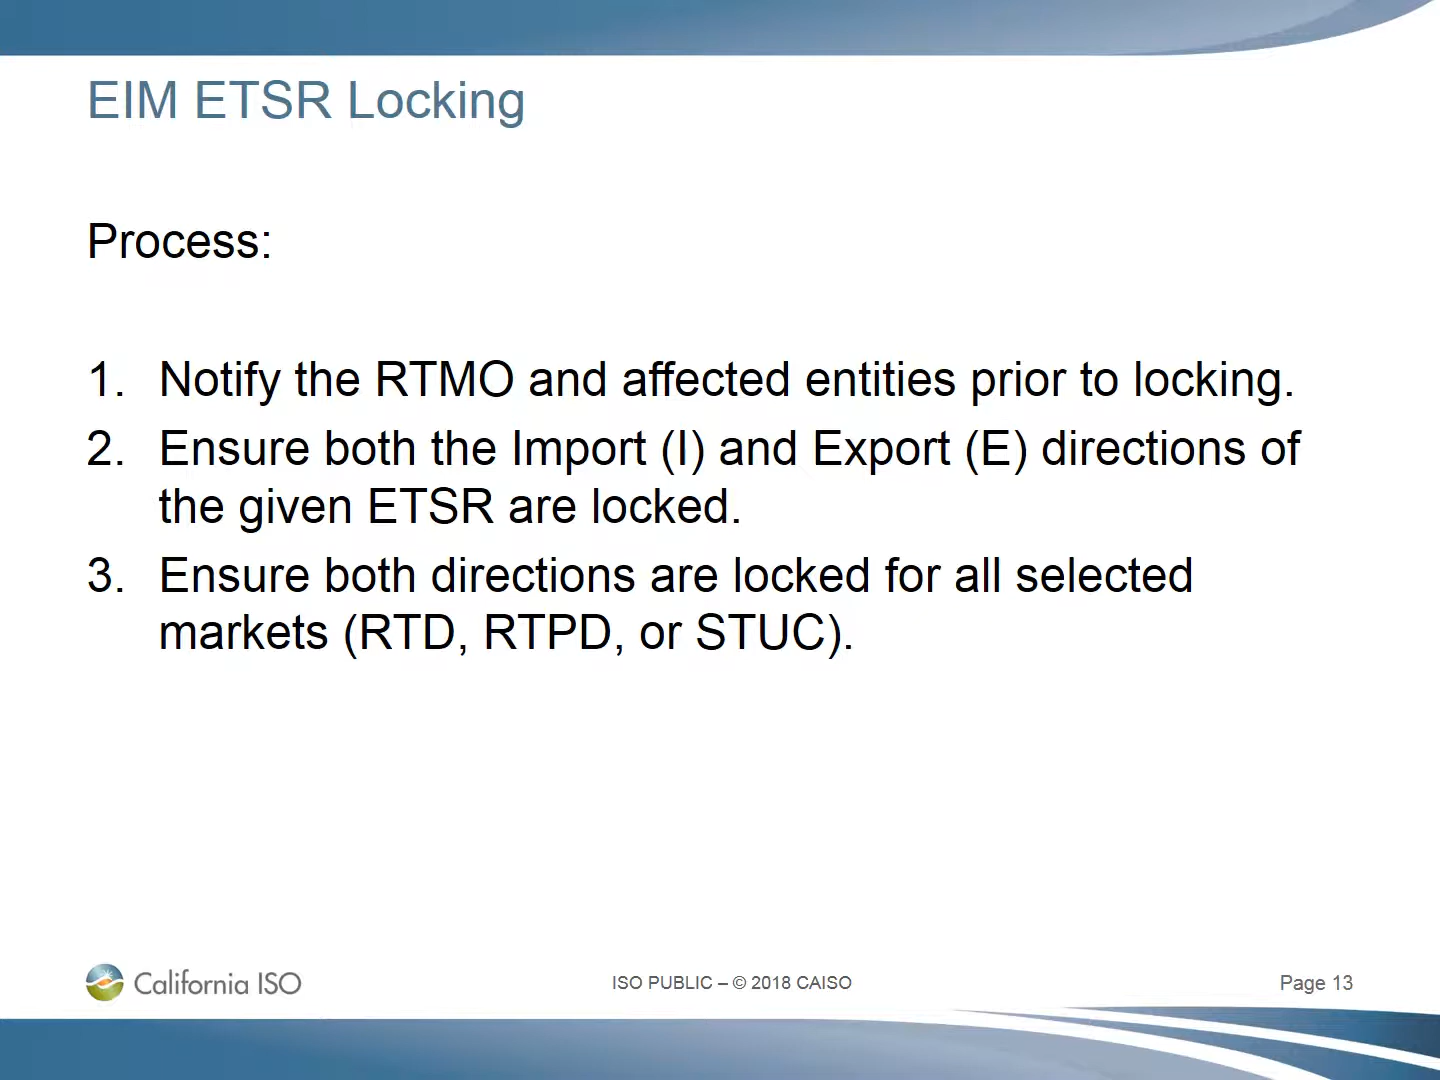 EIM ETSR Locking
Process:
1. Notify the RTMO and affected entities prior to locking.
2. Ensure both the Import (I) and Export (E) directions of
the given ETSR are locked.
3. Ensure both directions are locked for all selected
markets (RTD, RTPD, or STUC).
California ISO
ISO PUBLIC – © 2018 CAISO
Page 13